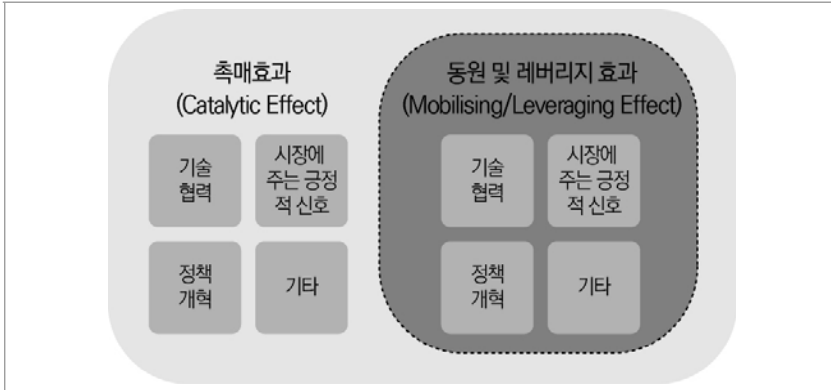 촉매효과
(Catalytic Effect)
기술
협력
시장에
주는 긍정
적 신호
정책
개혁
기타
동원 및 레버리지 효과
(Mobilising/Leveraging Effect)
기술
협력
시장에
주는 긍정
적 신호
정책
개혁
기타